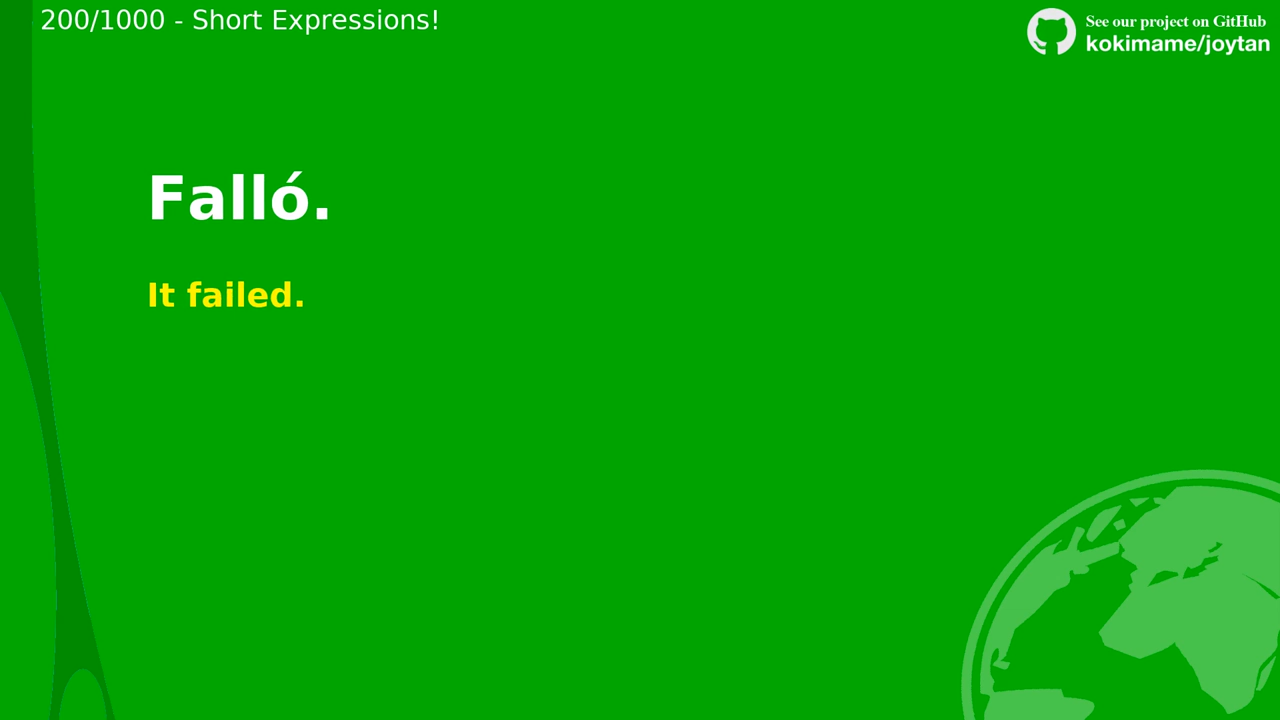 200/1000 - Short Expressions!
See our project on GitHub
kokimame/joytan
Falló.
It failed.